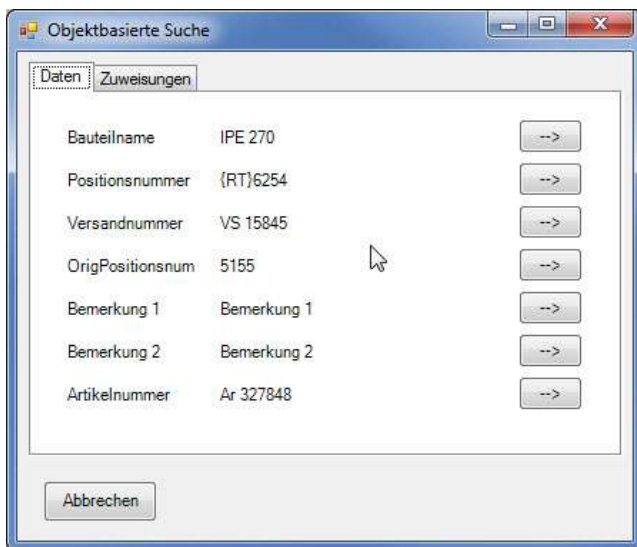 Objektbasierte Suche
Daten Zuweisungen
Bauteilname IPE 270 -->
Positionsnummer {RT}6254 -->
Versandnummer VS 15845 -->
OrigPositionsnum 5155 -->
Bemerkung 1 Bemerkung 1 -->
Bemerkung 2 Bemerkung 2 -->
Artikelnummer Ar 327848 -->
Abbrechen